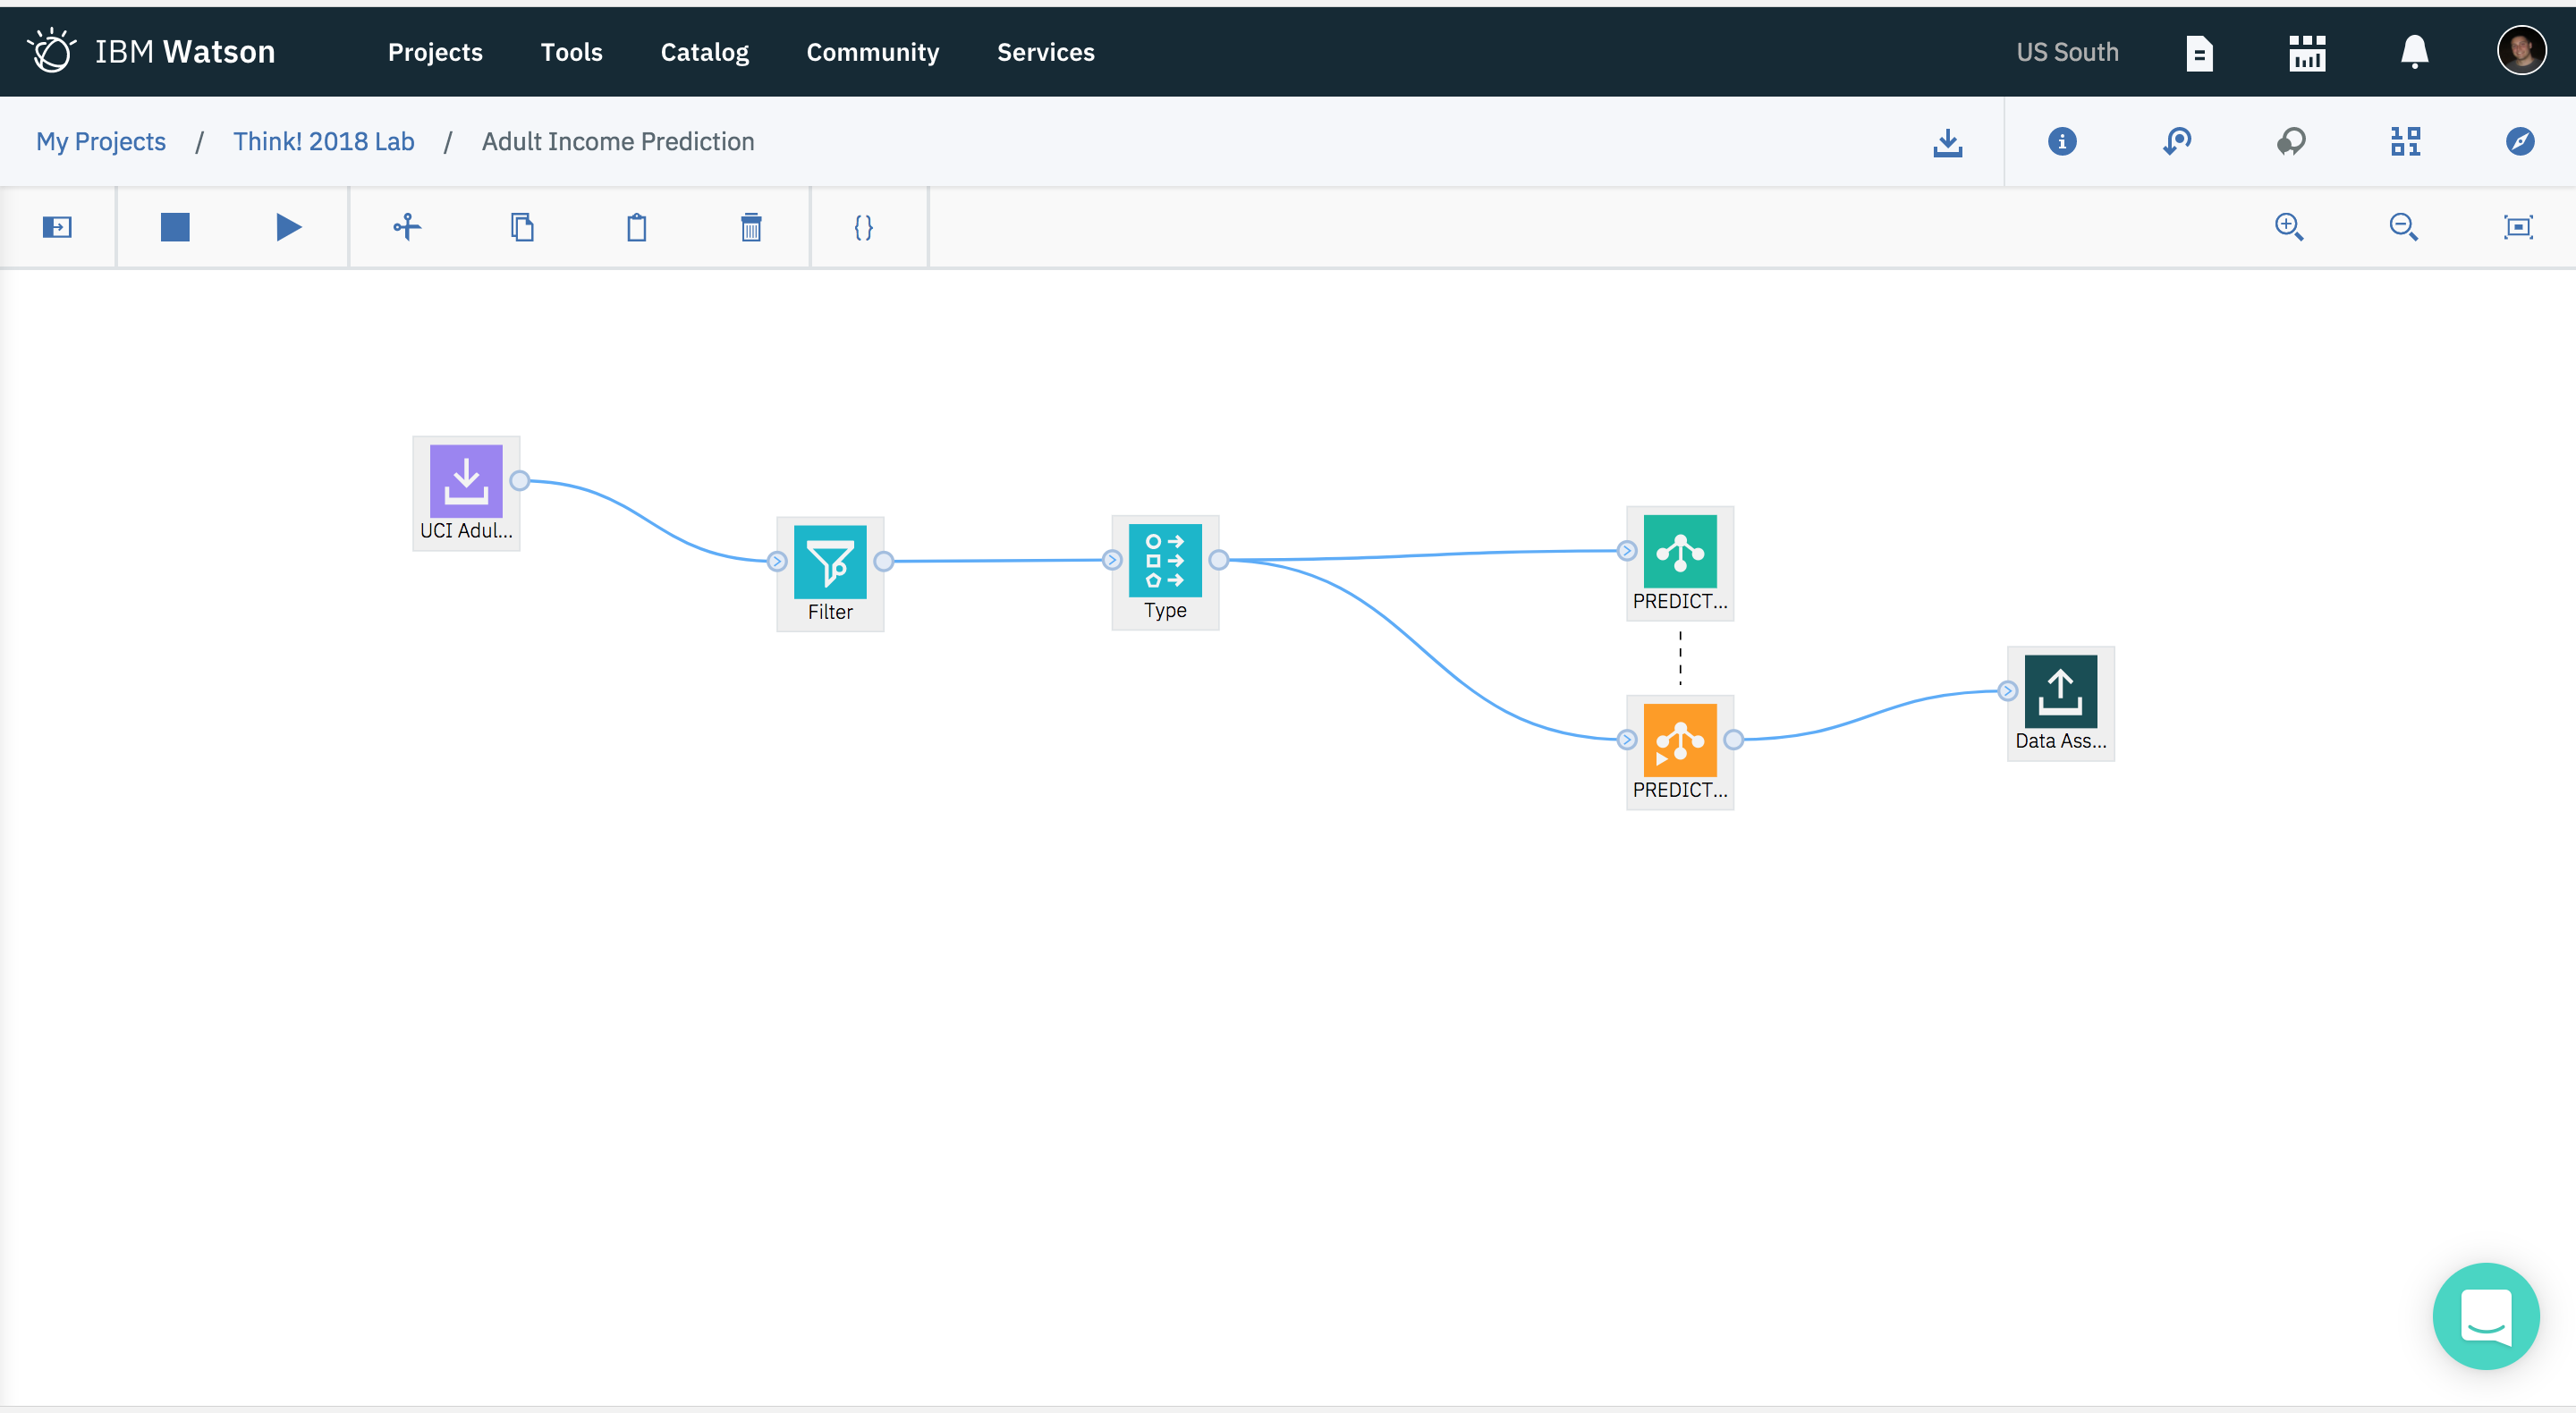 IBM Watson Projects Tools Catalog Community Services US South
My Projects / Think! 2018 Lab / Adult Income Prediction
UCI Adul...
Filter
Type
PREDICT...
PREDICT...
Data Ass...